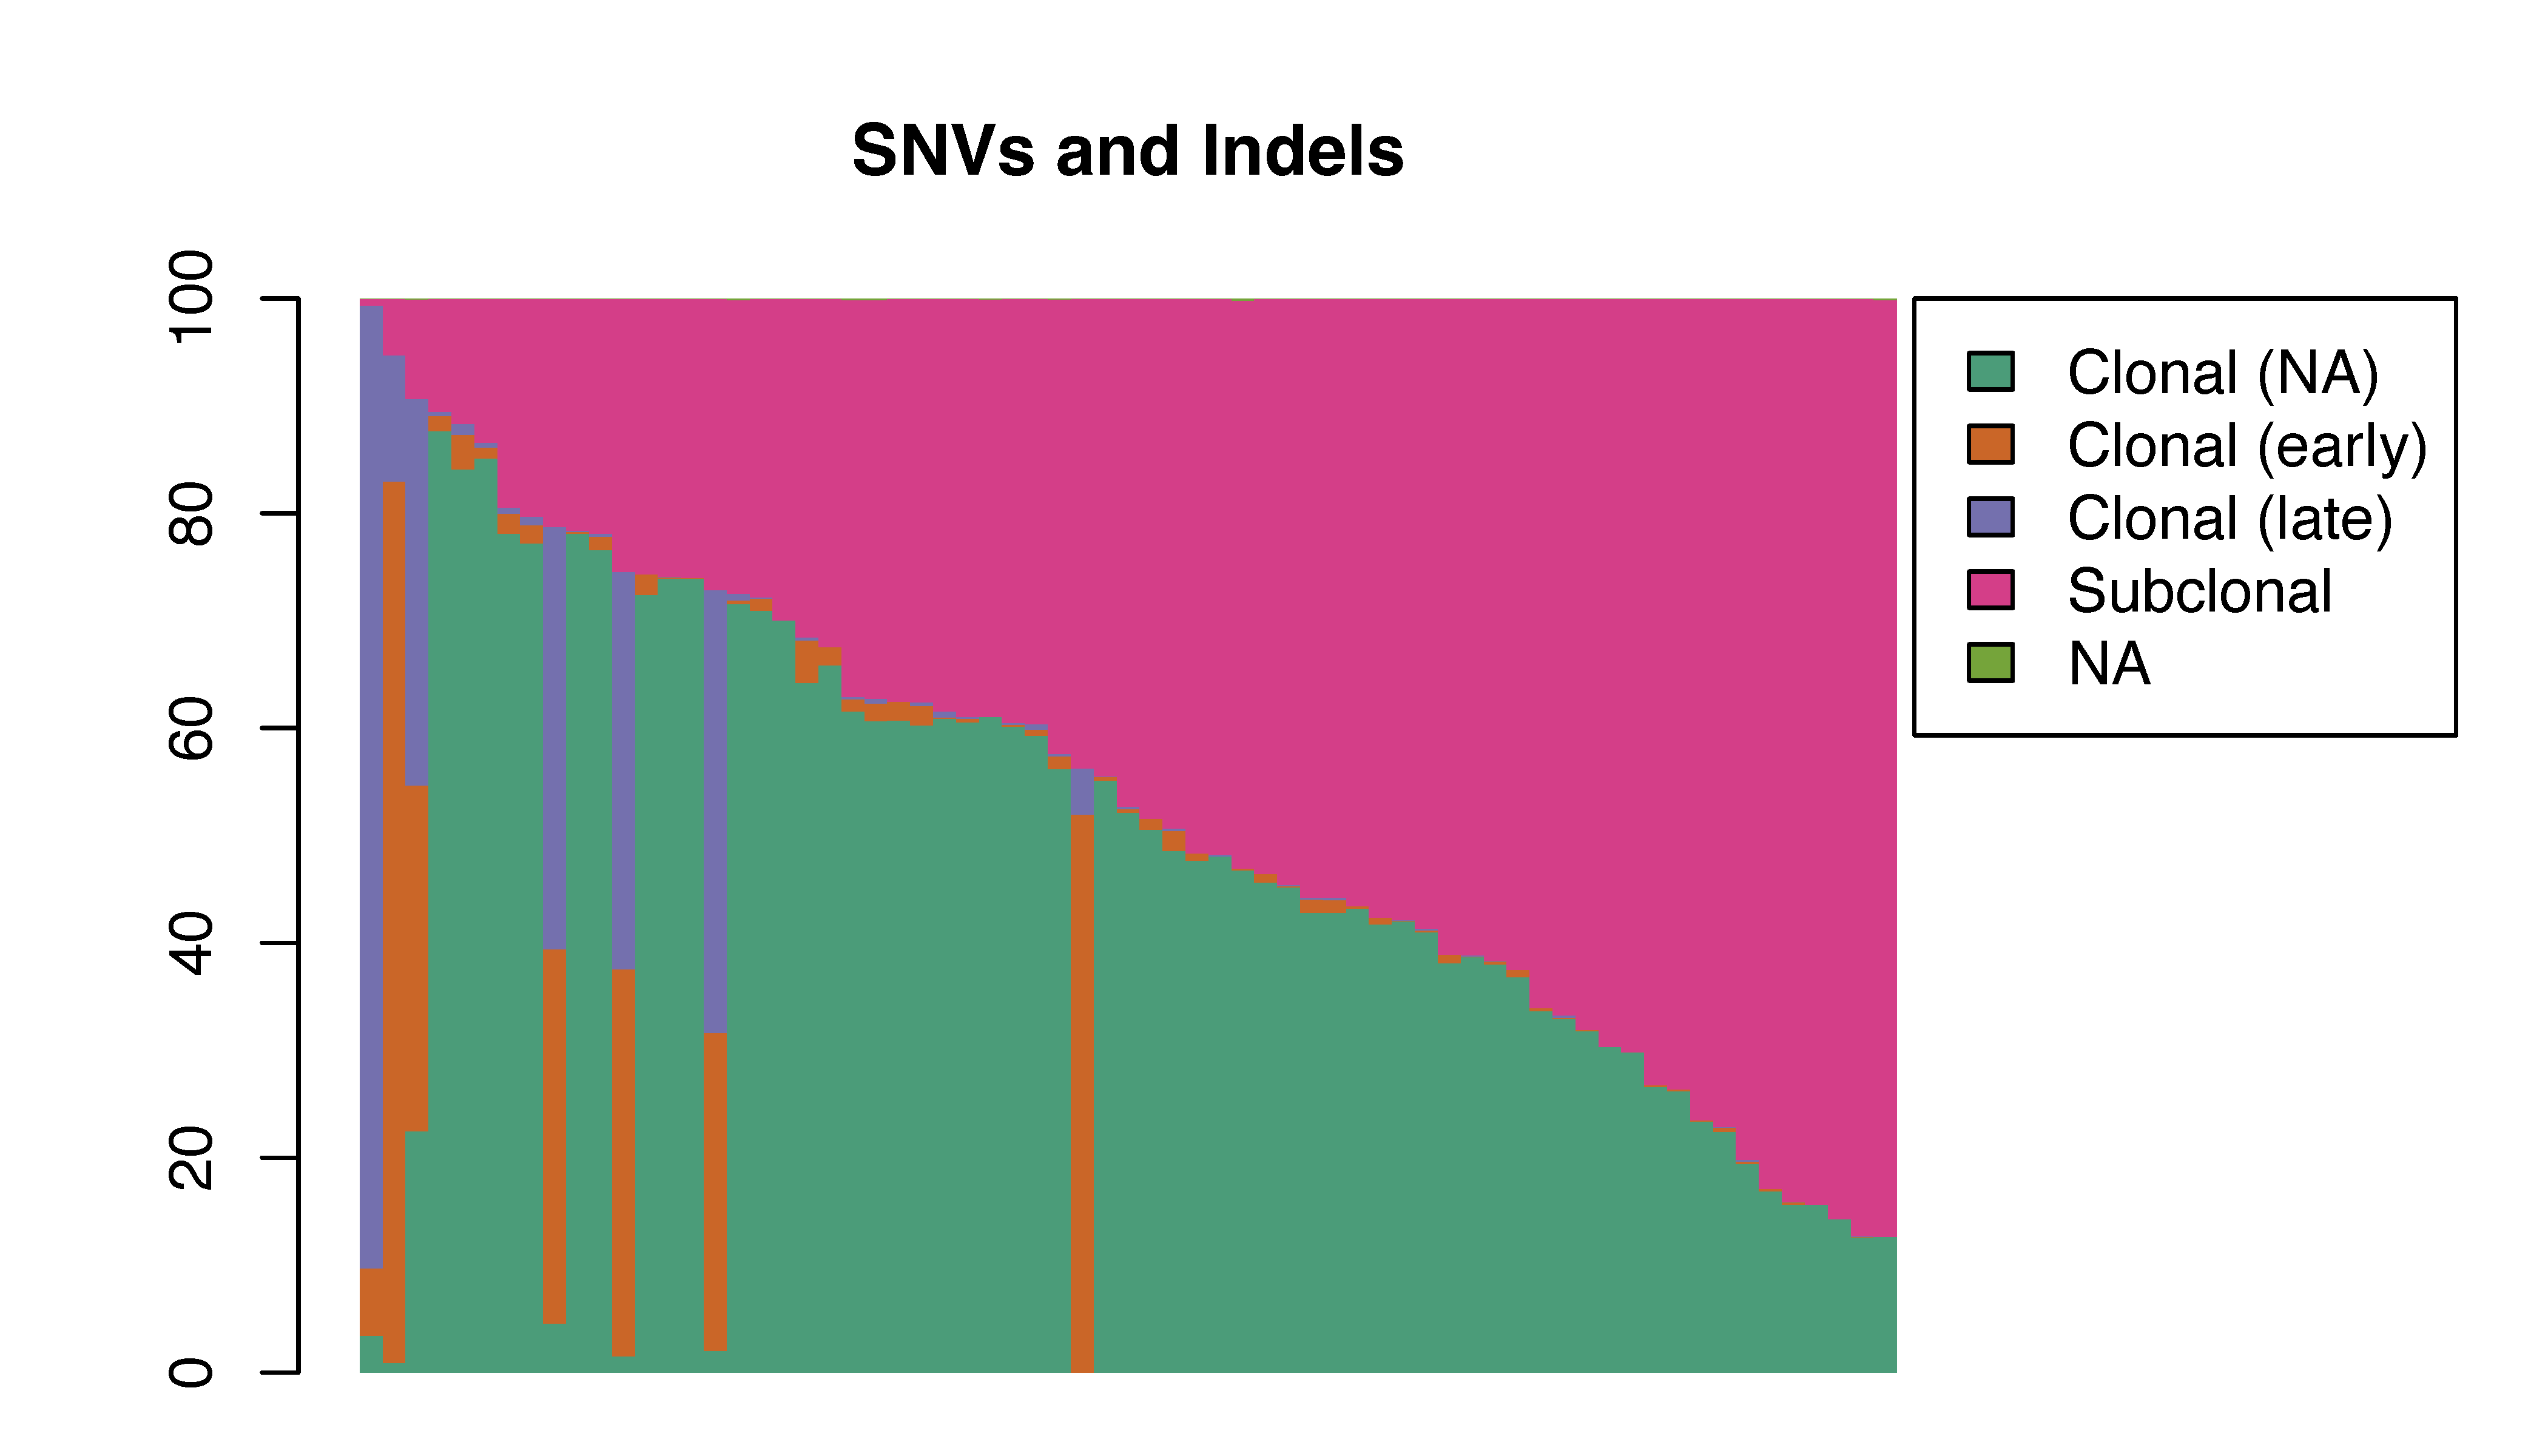 SNVs and Indels
100
80
60
40
20
0
Clonal (NA)
Clonal (early)
Clonal (late)
Subclonal
NA